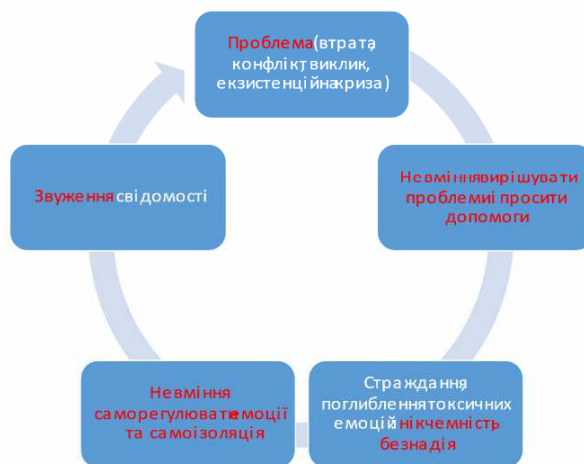 Проблема (втрата,
конфлікт, виклик,
екзистенційна криза)
Невміння вирішувати
проблеми і просити
допомоги
Страждання,
поглиблення токсичних
емоцій: нікчемність,
безнадія
Невміння
саморегулювати емоції
та самоізоляція
Звуження свідомості